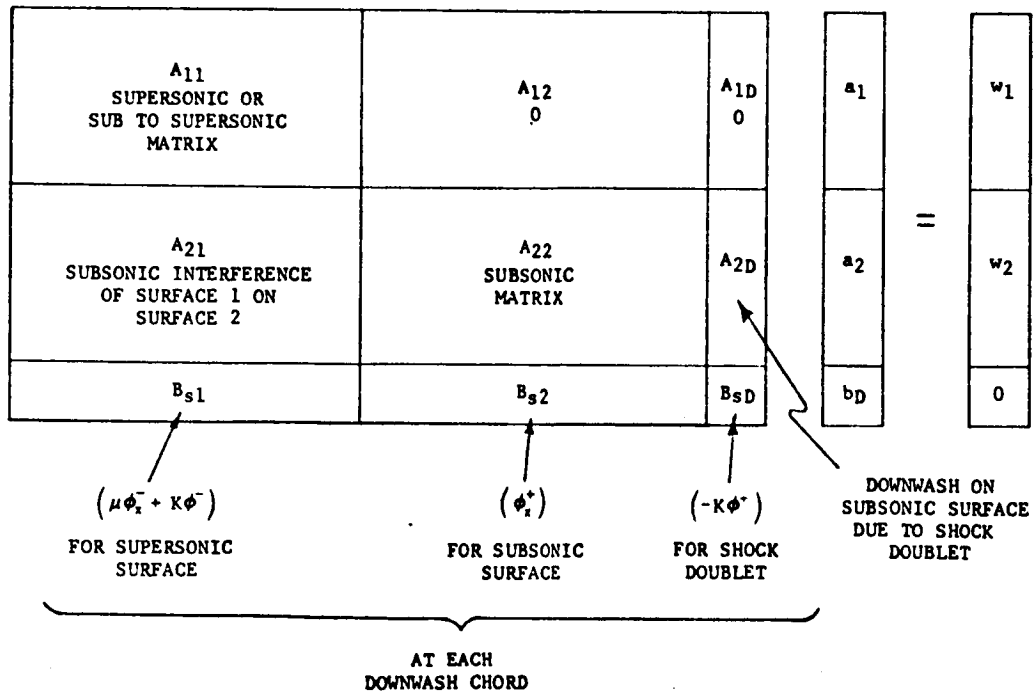 A11
SUPERSONIC OR
SUB TO SUPERSONIC
MATRIX
A12
0
A1D
0
a1
w1
A21
SUBSONIC INTERFERENCE
OF SURFACE 1 ON
SURFACE 2
A22
SUBSONIC
MATRIX
A2D
a2
=
w2
Bs1
Bs2
BsD
bD
0
(μϕx⁻ + Kϕ⁻)
FOR SUPERSONIC
SURFACE
(ϕx⁺)
FOR SUBSONIC
SURFACE
(-Kϕ⁺)
FOR SHOCK
DOUBLET
DOWNWASH ON
SUBSONIC SURFACE
DUE TO SHOCK
DOUBLET
AT EACH
DOWNWASH CHORD